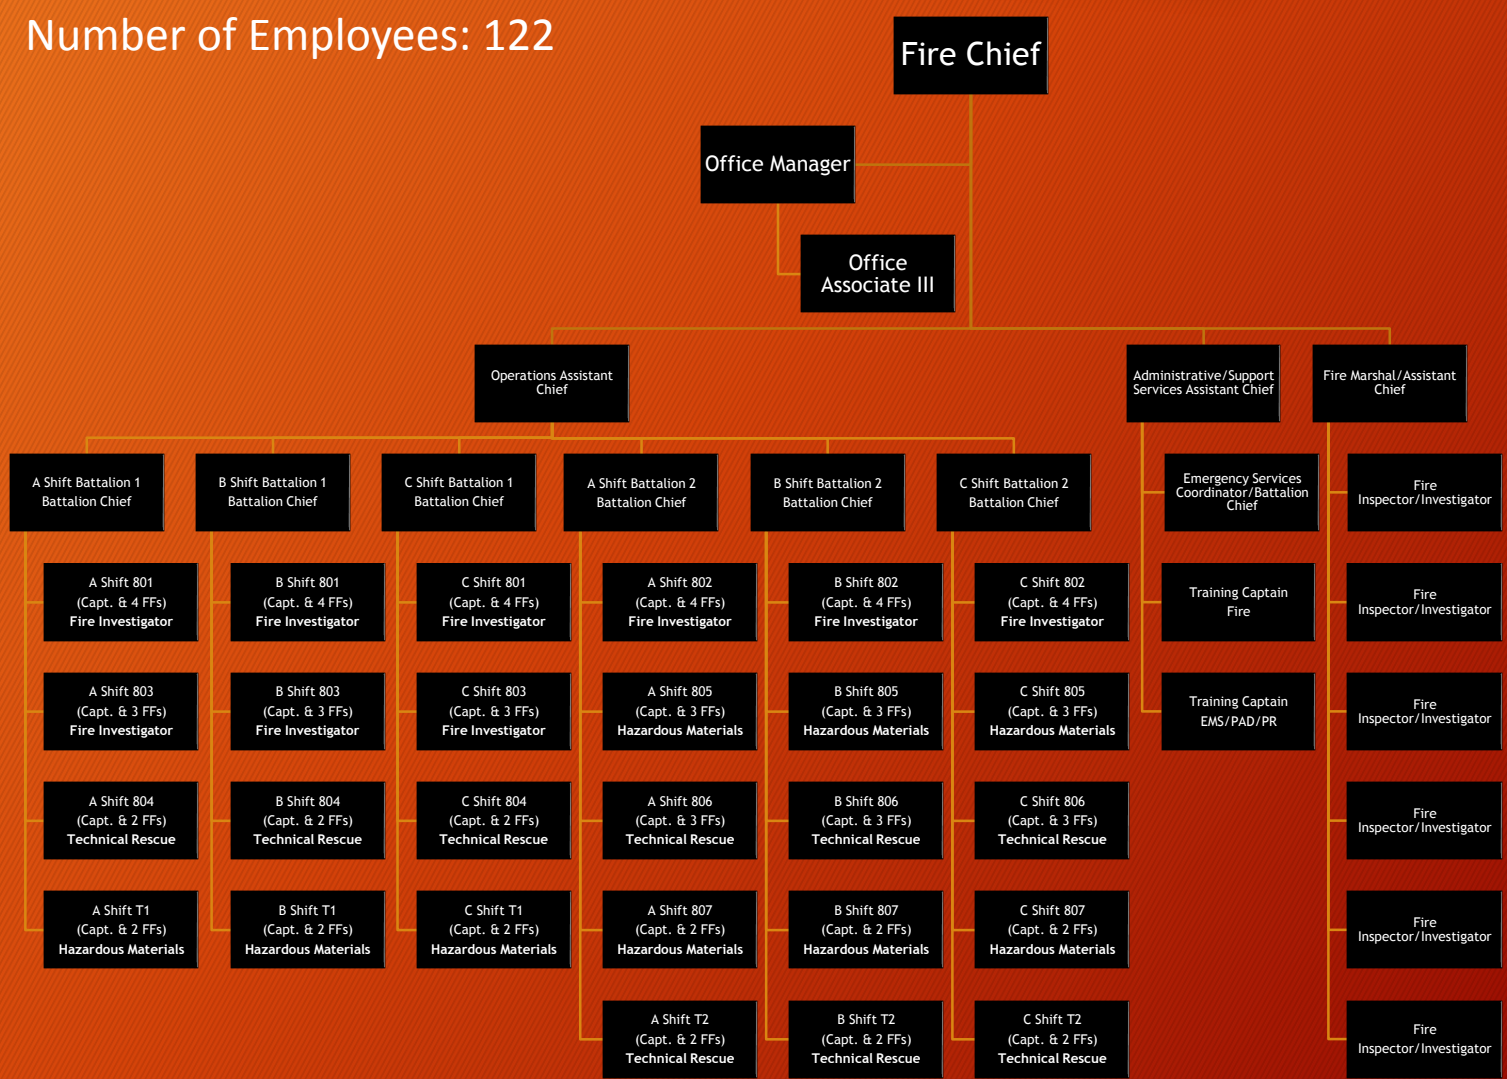 Number of Employees: 122
Fire Chief
Office Manager
Office
Associate III
Operations Assistant
Chief
Administrative/Support
Services Assistant Chief
Fire Marshal/Assistant
Chief
A Shift Battalion 1
Battalion Chief
B Shift Battalion 1
Battalion Chief
C Shift Battalion 1
Battalion Chief
A Shift Battalion 2
Battalion Chief
B Shift Battalion 2
Battalion Chief
C Shift Battalion 2
Battalion Chief
Emergency Services
Coordinator/Battalion
Chief
Fire
Inspector/Investigator
A Shift 801
(Capt. & 4 FFs)
Fire Investigator
B Shift 801
(Capt. & 4 FFs)
Fire Investigator
C Shift 801
(Capt. & 4 FFs)
Fire Investigator
A Shift 802
(Capt. & 4 FFs)
Fire Investigator
B Shift 802
(Capt. & 4 FFs)
Fire Investigator
C Shift 802
(Capt. & 4 FFs)
Fire Investigator
Training Captain
Fire
Fire
Inspector/Investigator
A Shift 803
(Capt. & 3 FFs)
Fire Investigator
B Shift 803
(Capt. & 3 FFs)
Fire Investigator
C Shift 803
(Capt. & 3 FFs)
Fire Investigator
A Shift 805
(Capt. & 3 FFs)
Hazardous Materials
B Shift 805
(Capt. & 3 FFs)
Hazardous Materials
C Shift 805
(Capt. & 3 FFs)
Hazardous Materials
Training Captain
EMS/PAD/PR
Fire
Inspector/Investigator
A Shift 804
(Capt. & 2 FFs)
Technical Rescue
B Shift 804
(Capt. & 2 FFs)
Technical Rescue
C Shift 804
(Capt. & 2 FFs)
Technical Rescue
A Shift 806
(Capt. & 3 FFs)
Technical Rescue
B Shift 806
(Capt. & 3 FFs)
Technical Rescue
C Shift 806
(Capt. & 3 FFs)
Technical Rescue
Fire
Inspector/Investigator
A Shift T1
(Capt. & 2 FFs)
Hazardous Materials
B Shift T1
(Capt. & 2 FFs)
Hazardous Materials
C Shift T1
(Capt. & 2 FFs)
Hazardous Materials
A Shift 807
(Capt. & 2 FFs)
Hazardous Materials
B Shift 807
(Capt. & 2 FFs)
Hazardous Materials
C Shift 807
(Capt. & 2 FFs)
Hazardous Materials
Fire
Inspector/Investigator
A Shift T2
(Capt. & 2 FFs)
Technical Rescue
B Shift T2
(Capt. & 2 FFs)
Technical Rescue
C Shift T2
(Capt. & 2 FFs)
Technical Rescue
Fire
Inspector/Investigator